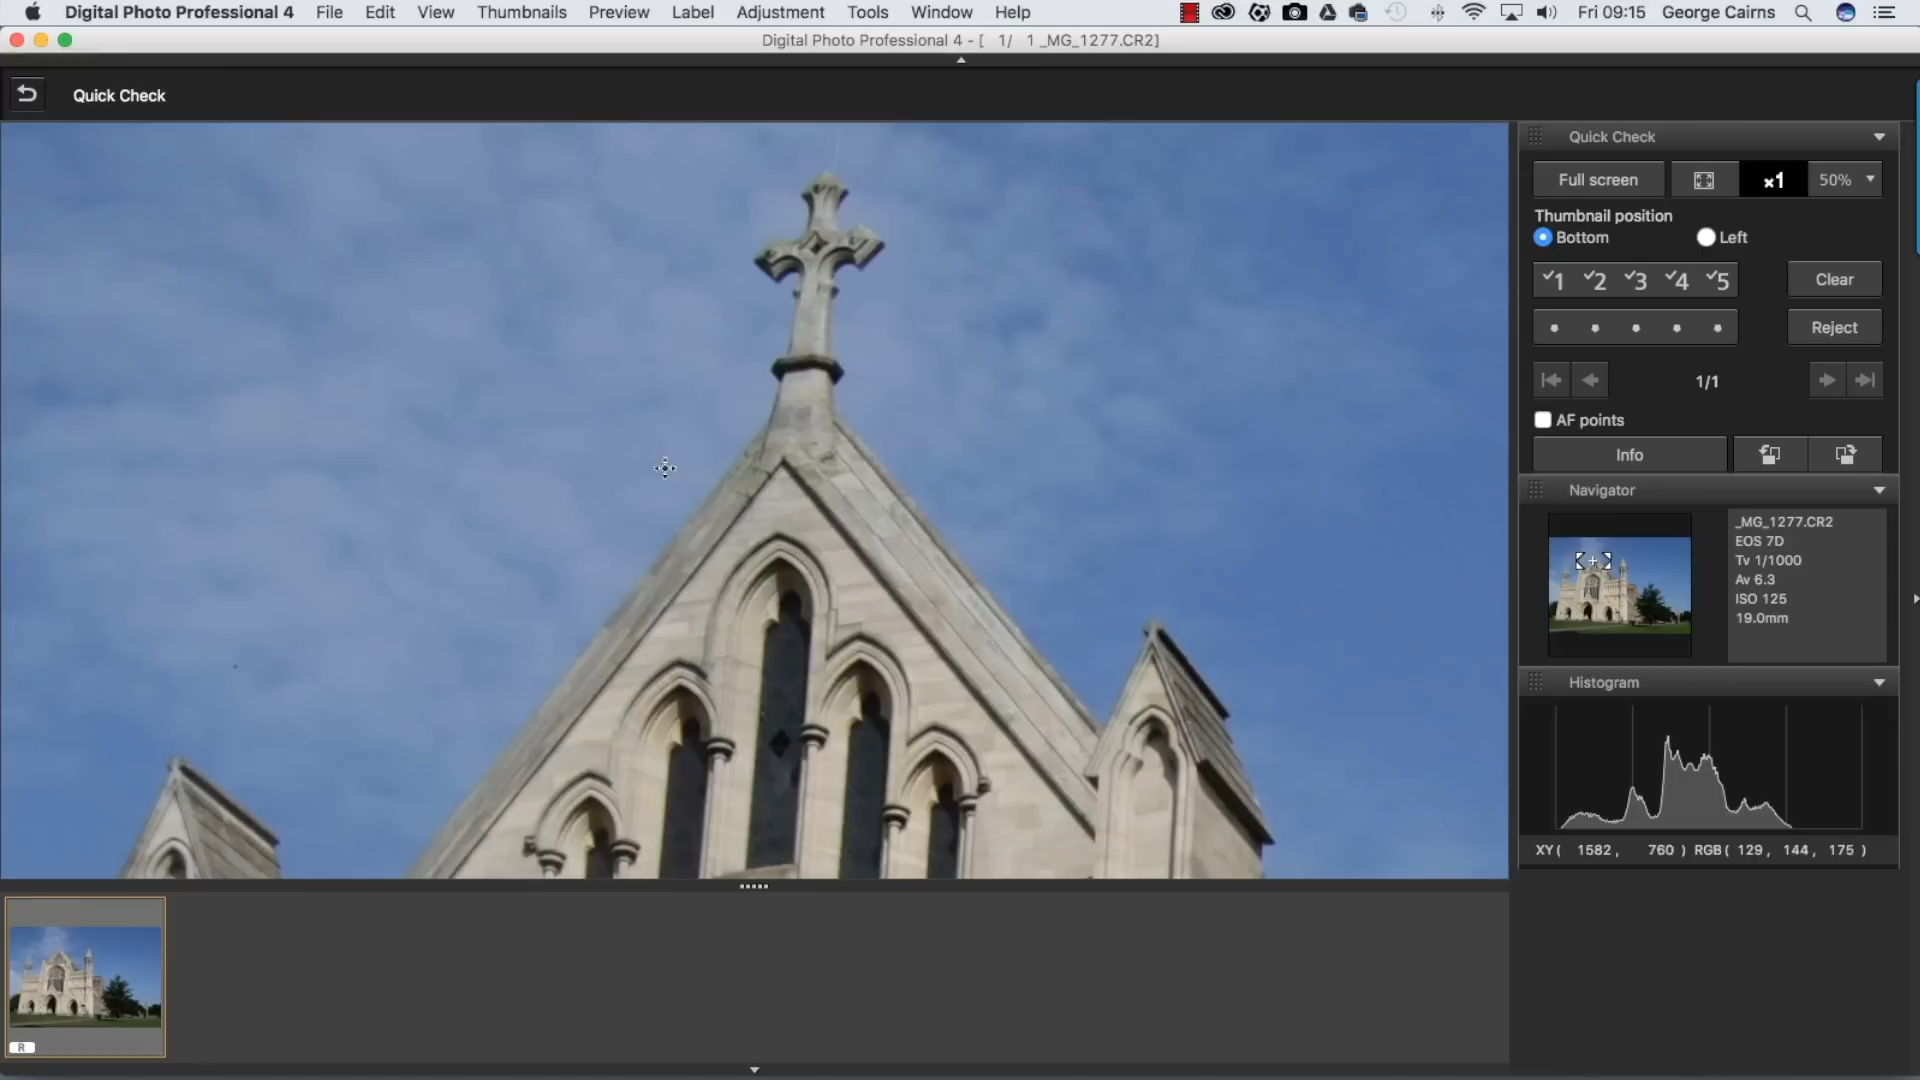 Digital Photo Professional 4 File Edit View Thumbnails Preview Label Adjustment Tools Window Help Fri 09:15 George Cairns
Digital Photo Professional 4 - [ 1/ 1 _MG_1277.CR2]
Quick Check
Quick Check
Full screen x1 50%
Thumbnail position
Bottom Left
1 2 3 4 5 Clear
Reject
1/1
AF points
Info
Navigator
_MG_1277.CR2
EOS 7D
Tv 1/1000
Av 6.3
ISO 125
19.0mm
Histogram
XY( 1582, 760 ) RGB( 129, 144, 175 )
R